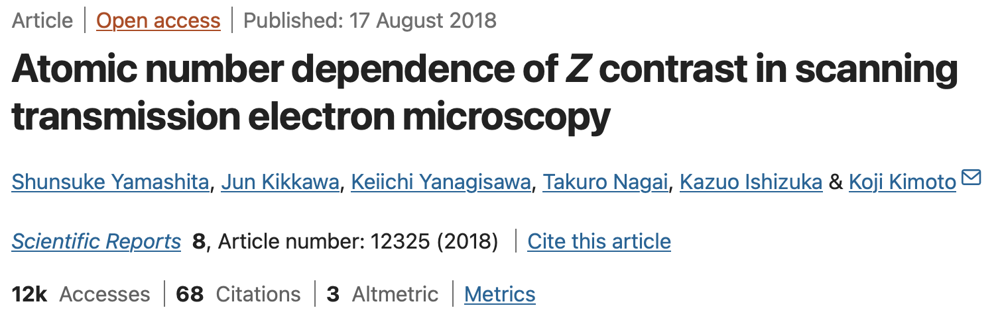 Article | Open access | Published: 17 August 2018
Atomic number dependence of Z contrast in scanning
transmission electron microscopy
Shunsuke Yamashita, Jun Kikkawa, Keiichi Yanagisawa, Takuro Nagai, Kazuo Ishizuka & Koji Kimoto
Scientific Reports 8, Article number: 12325 (2018) | Cite this article
12k Accesses | 68 Citations | 3 Altmetric | Metrics